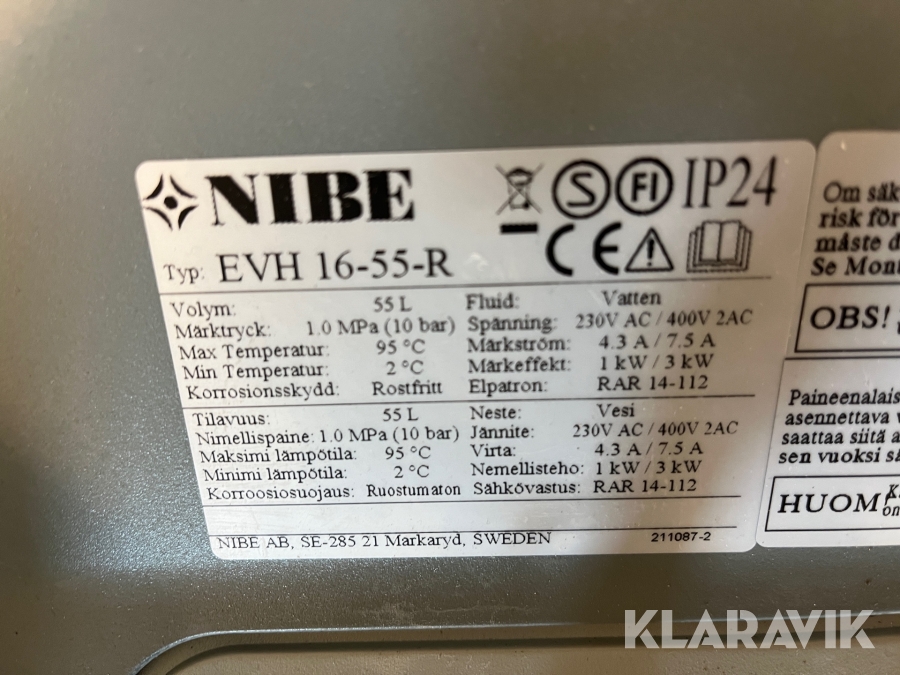 NIBE
S FI IP24
CE
Typ: EVH 16-55-R
Volym: 55 L Fluid: Vatten
Märktryck: 1.0 MPa (10 bar) Spänning: 230V AC / 400V 2AC
Max Temperatur: 95 °C Märkström: 4.3 A / 7.5 A
Min Temperatur: 2 °C Märkeffekt: 1 kW / 3 kW
Korrosionsskydd: Rostfritt Elpatron: RAR 14-112
Tilavuus: 55 L Neste: Vesi
Nimellispaine: 1.0 MPa (10 bar) Jännite: 230V AC / 400V 2AC
Maksimi lämpötila: 95 °C Virta: 4.3 A / 7.5 A
Minimi lämpötila: 2 °C Nemellisteho: 1 kW / 3 kW
Korroosiosuojaus: Ruostumaton Sähkövastus: RAR 14-112
NIBE AB, SE-285 21 Markaryd, SWEDEN 211087-2
Om säk
risk för
måste d
Se Mont
OBS!
Paineenalais
asennettava v
saattaa siitä a
sen vuoksi sä
HUOM
KLARAVIK